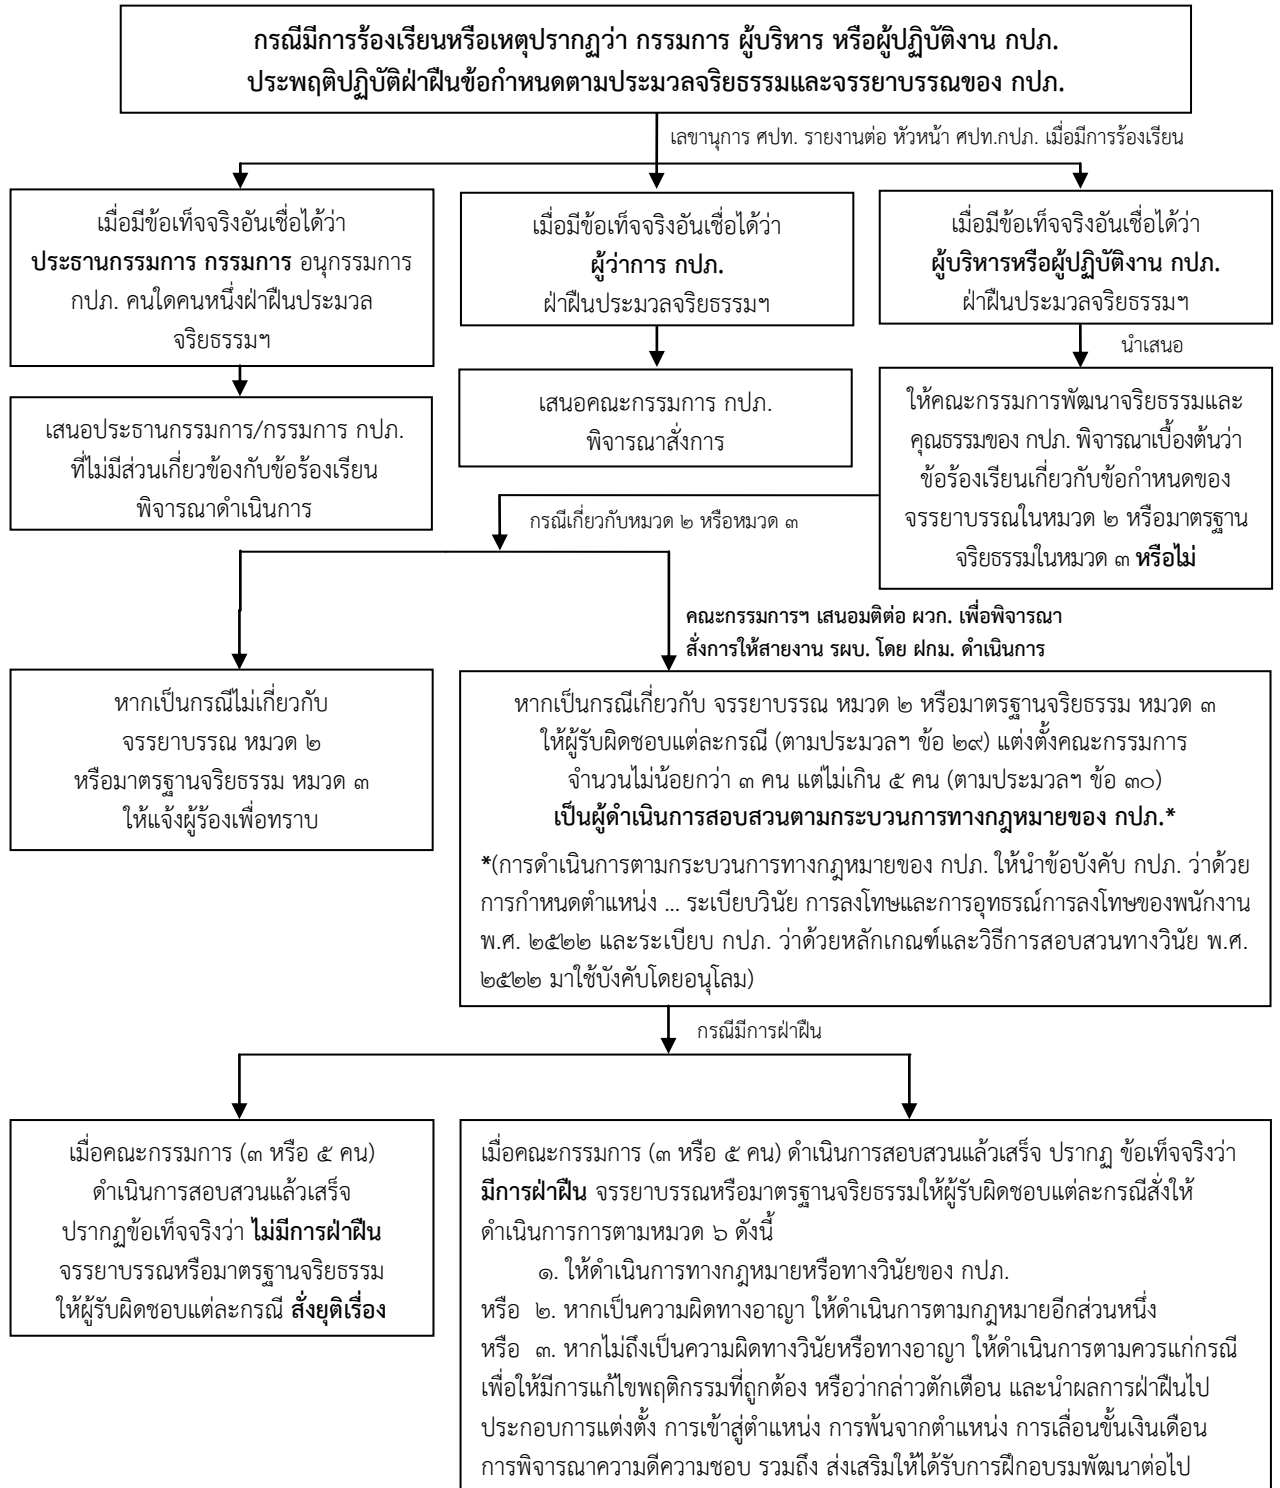 กรณีมีการร้องเรียนหรือเหตุปรากฏว่า กรรมการ ผู้บริหาร หรือผู้ปฏิบัติงาน กปภ.
ประพฤติปฏิบัติฝ่าฝืนข้อกำหนดตามประมวลจริยธรรมและจรรยาบรรณของ กปภ.
เลขานุการ ศปท. รายงานต่อ หัวหน้า ศปท.กปภ. เมื่อมีการร้องเรียน
เมื่อมีข้อเท็จจริงอันเชื่อได้ว่า
ประธานกรรมการ กรรมการ อนุกรรมการ
กปภ. คนใดคนหนึ่งฝ่าฝืนประมวล
จริยธรรมฯ
เมื่อมีข้อเท็จจริงอันเชื่อได้ว่า
ผู้ว่าการ กปภ.
ฝ่าฝืนประมวลจริยธรรมฯ
เมื่อมีข้อเท็จจริงอันเชื่อได้ว่า
ผู้บริหารหรือผู้ปฏิบัติงาน กปภ.
ฝ่าฝืนประมวลจริยธรรมฯ
นำเสนอ
เสนอประธานกรรมการ/กรรมการ กปภ.
ที่ไม่มีส่วนเกี่ยวข้องกับข้อร้องเรียน
พิจารณาดำเนินการ
เสนอคณะกรรมการ กปภ.
พิจารณาสั่งการ
ให้คณะกรรมการพัฒนาจริยธรรมและ
คุณธรรมของ กปภ. พิจารณาเบื้องต้นว่า
ข้อร้องเรียนเกี่ยวกับข้อกำหนดของ
จรรยาบรรณในหมวด ๒ หรือมาตรฐาน
จริยธรรมในหมวด ๓ หรือไม่
กรณีเกี่ยวกับหมวด ๒ หรือหมวด ๓
คณะกรรมการฯ เสนอมติต่อ ผวก. เพื่อพิจารณา
สั่งการให้สายงาน รผบ. โดย ฝกม. ดำเนินการ
หากเป็นกรณีไม่เกี่ยวกับ
จรรยาบรรณ หมวด ๒
หรือมาตรฐานจริยธรรม หมวด ๓
ให้แจ้งผู้ร้องเพื่อทราบ
หากเป็นกรณีเกี่ยวกับ จรรยาบรรณ หมวด ๒ หรือมาตรฐานจริยธรรม หมวด ๓
ให้ผู้รับผิดชอบแต่ละกรณี (ตามประมวลฯ ข้อ ๒๙) แต่งตั้งคณะกรรมการ
จำนวนไม่น้อยกว่า ๓ คน แต่ไม่เกิน ๕ คน (ตามประมวลฯ ข้อ ๓๐)
เป็นผู้ดำเนินการสอบสวนตามกระบวนการทางกฎหมายของ กปภ.*
*(การดำเนินการตามกระบวนการทางกฎหมายของ กปภ. ให้นำข้อบังคับ กปภ. ว่าด้วย
การกำหนดตำแหน่ง ... ระเบียบวินัย การลงโทษและการอุทธรณ์การลงโทษของพนักงาน
พ.ศ. ๒๕๒๒ และระเบียบ กปภ. ว่าด้วยหลักเกณฑ์และวิธีการสอบสวนทางวินัย พ.ศ.
๒๕๒๒ มาใช้บังคับโดยอนุโลม)
กรณีมีการฝ่าฝืน
เมื่อคณะกรรมการ (๓ หรือ ๕ คน)
ดำเนินการสอบสวนแล้วเสร็จ
ปรากฏข้อเท็จจริงว่า ไม่มีการฝ่าฝืน
จรรยาบรรณหรือมาตรฐานจริยธรรม
ให้ผู้รับผิดชอบแต่ละกรณี สั่งยุติเรื่อง
เมื่อคณะกรรมการ (๓ หรือ ๕ คน) ดำเนินการสอบสวนแล้วเสร็จ ปรากฏ ข้อเท็จจริงว่า
มีการฝ่าฝืน จรรยาบรรณหรือมาตรฐานจริยธรรมให้ผู้รับผิดชอบแต่ละกรณีสั่งให้
ดำเนินการการตามหมวด ๖ ดังนี้
๑. ให้ดำเนินการทางกฎหมายหรือทางวินัยของ กปภ.
หรือ ๒. หากเป็นความผิดทางอาญา ให้ดำเนินการตามกฎหมายอีกส่วนหนึ่ง
หรือ ๓. หากไม่ถึงเป็นความผิดทางวินัยหรือทางอาญา ให้ดำเนินการตามควรแก่กรณี
เพื่อให้มีการแก้ไขพฤติกรรมที่ถูกต้อง หรือว่ากล่าวตักเตือน และนำผลการฝ่าฝืนไป
ประกอบการแต่งตั้ง การเข้าสู่ตำแหน่ง การพ้นจากตำแหน่ง การเลื่อนขั้นเงินเดือน
การพิจารณาความดีความชอบ รวมถึง ส่งเสริมให้ได้รับการฝึกอบรมพัฒนาต่อไป